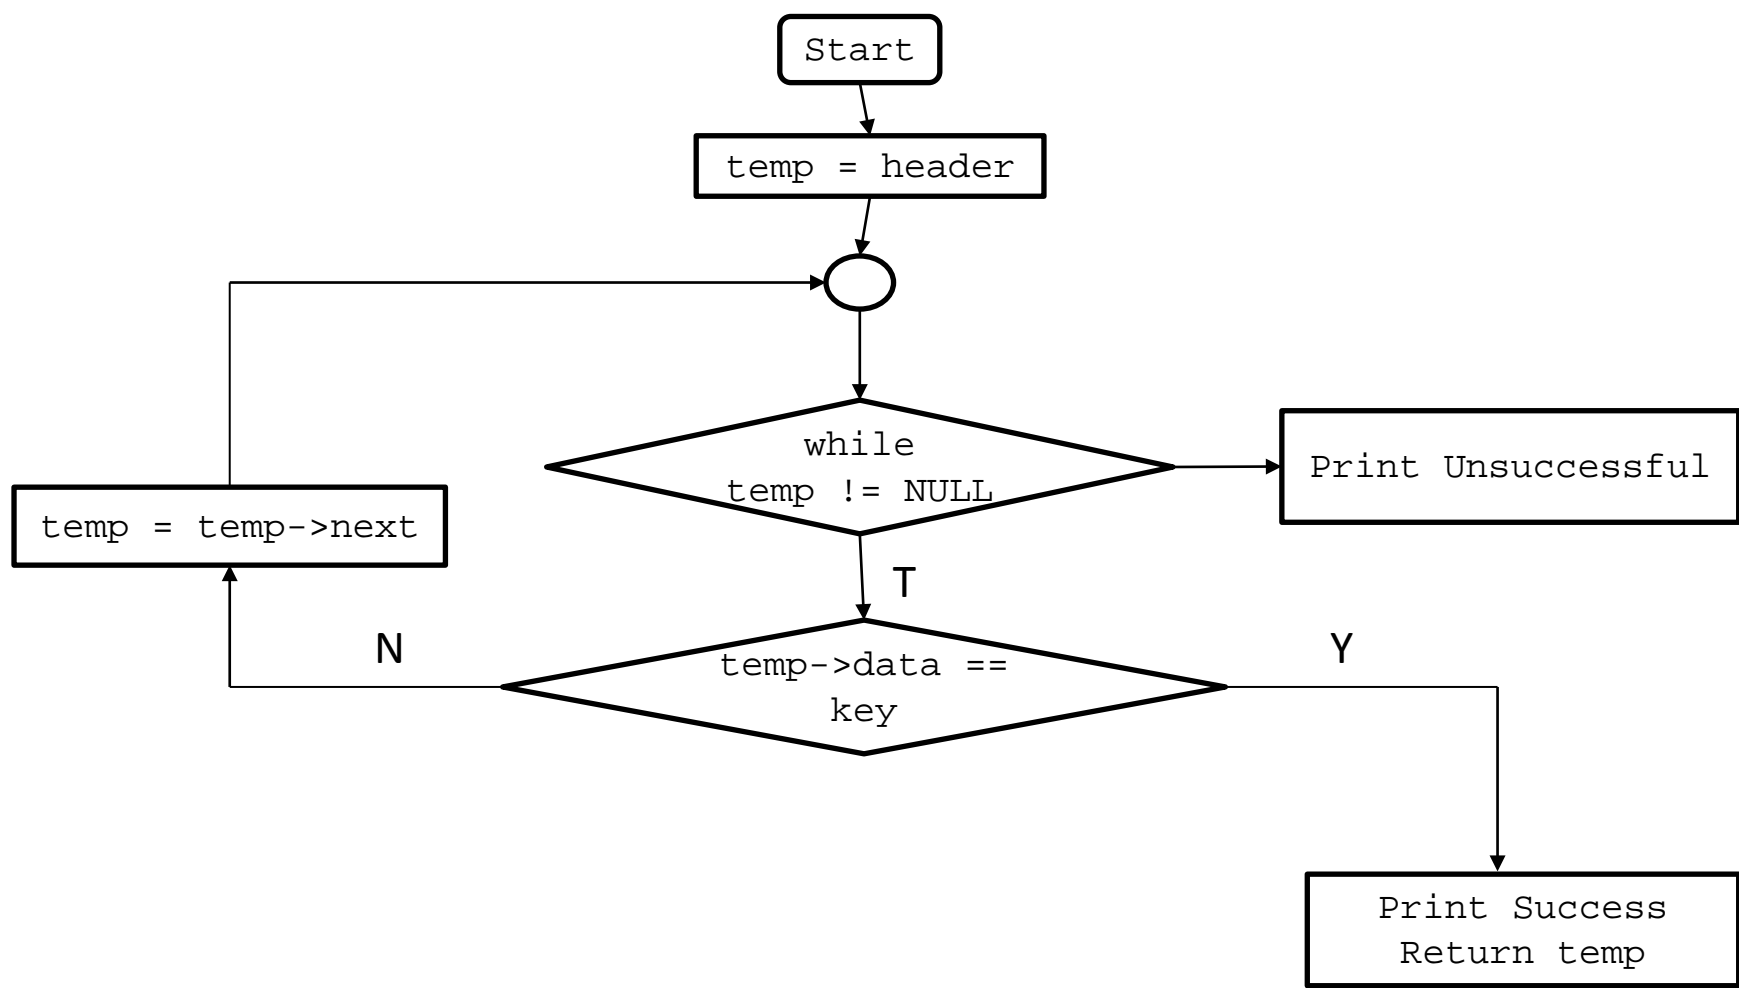 Start
temp = header
while
temp != NULL
Print Unsuccessful
temp = temp->next
T
N
Y
temp->data ==
key
Print Success
Return temp